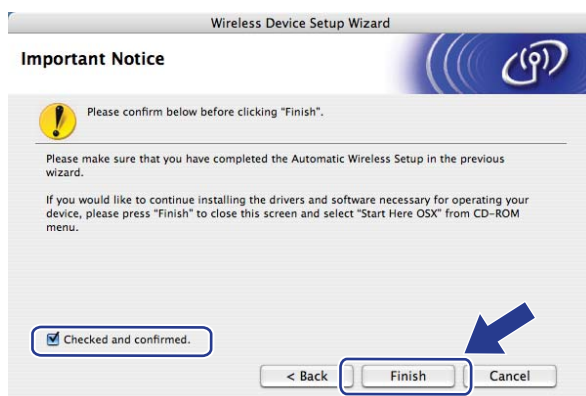 Wireless Device Setup Wizard
Important Notice
Please confirm below before clicking "Finish".
Please make sure that you have completed the Automatic Wireless Setup in the previous
wizard.
If you would like to continue installing the drivers and software necessary for operating your
device, please press "Finish" to close this screen and select "Start Here OSX" from CD-ROM
menu.
Checked and confirmed.
< Back Finish Cancel